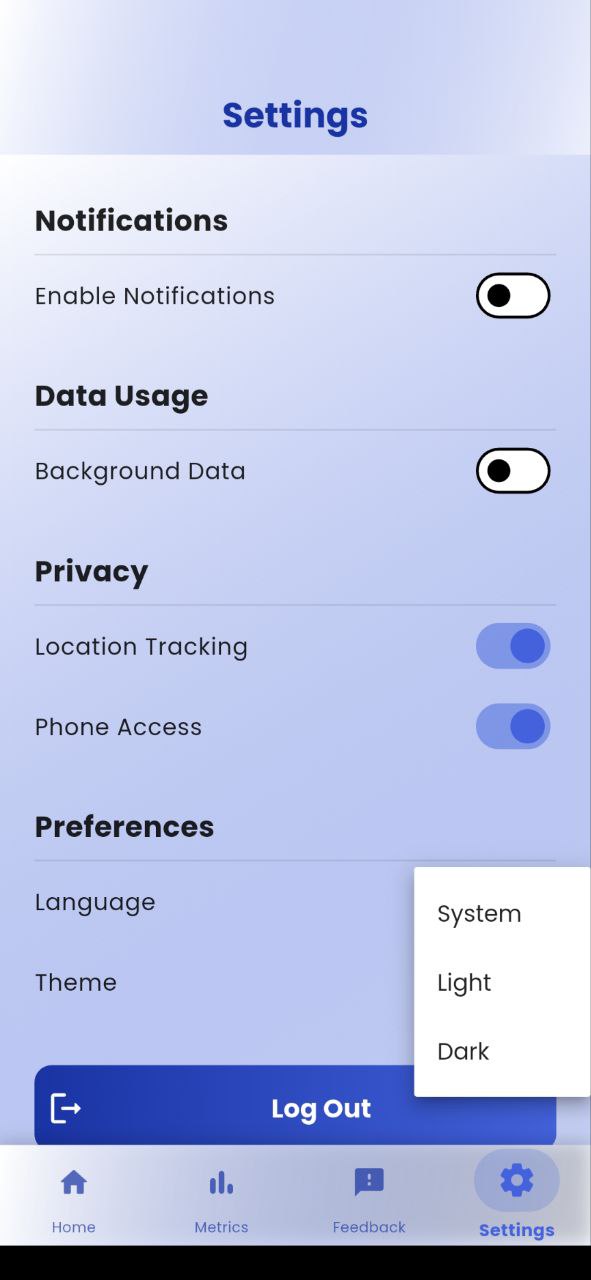 Settings
Notifications
Enable Notifications
Data Usage
Background Data
Privacy
Location Tracking
Phone Access
Preferences
Language
System
Light
Theme
Dark
Log Out
Home
Metrics
Feedback
Settings